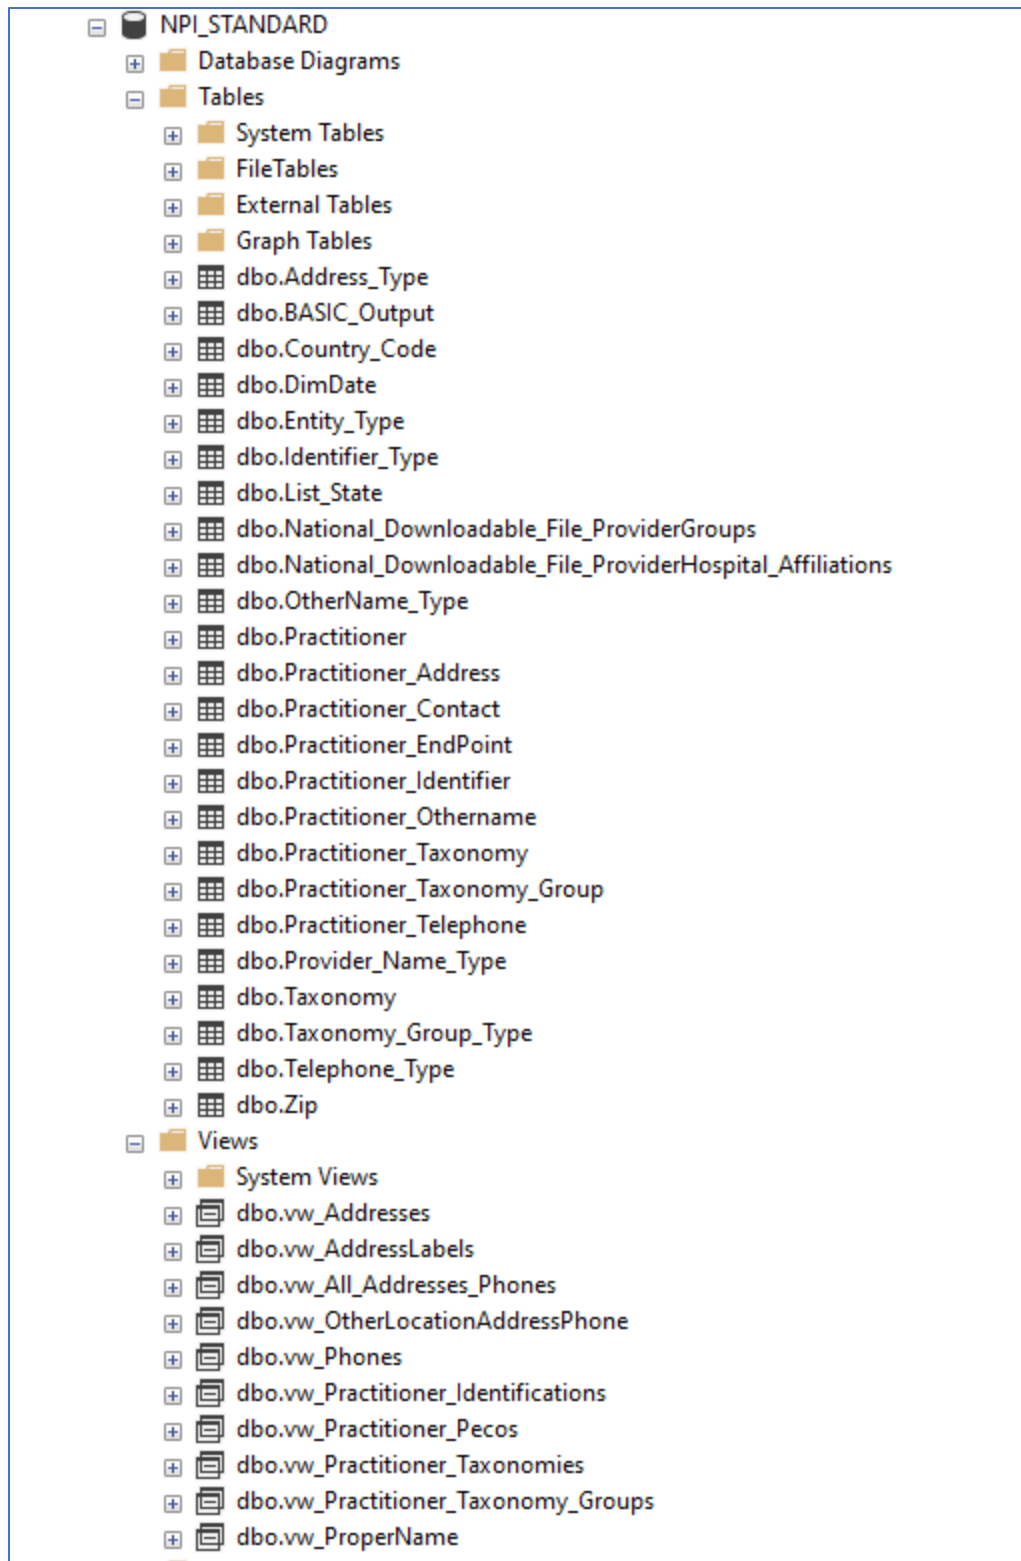 NPI_STANDARD
Database Diagrams
Tables
System Tables
FileTables
External Tables
Graph Tables
dbo.Address_Type
dbo.BASIC_Output
dbo.Country_Code
dbo.DimDate
dbo.Entity_Type
dbo.Identifier_Type
dbo.List_State
dbo.National_Downloadable_File_ProviderGroups
dbo.National_Downloadable_File_ProviderHospital_Affiliations
dbo.OtherName_Type
dbo.Practitioner
dbo.Practitioner_Address
dbo.Practitioner_Contact
dbo.Practitioner_EndPoint
dbo.Practitioner_Identifier
dbo.Practitioner_Othername
dbo.Practitioner_Taxonomy
dbo.Practitioner_Taxonomy_Group
dbo.Practitioner_Telephone
dbo.Provider_Name_Type
dbo.Taxonomy
dbo.Taxonomy_Group_Type
dbo.Telephone_Type
dbo.Zip
Views
System Views
dbo.vw_Addresses
dbo.vw_AddressLabels
dbo.vw_All_Addresses_Phones
dbo.vw_OtherLocationAddressPhone
dbo.vw_Phones
dbo.vw_Practitioner_Identifications
dbo.vw_Practitioner_Pecos
dbo.vw_Practitioner_Taxonomies
dbo.vw_Practitioner_Taxonomy_Groups
dbo.vw_ProperName